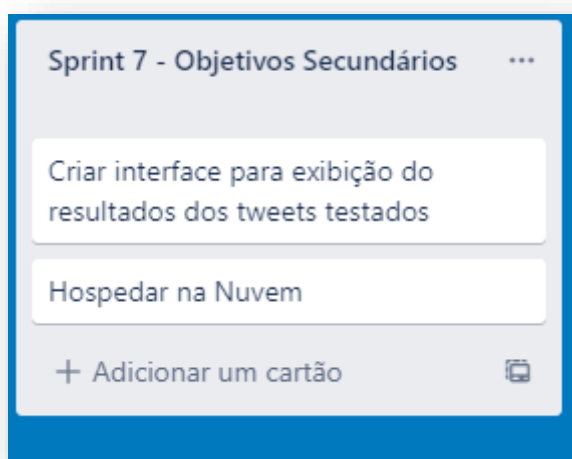 Sprint 7 - Objetivos Secundários
Criar interface para exibição do
resultados dos tweets testados
Hospedar na Nuvem
+ Adicionar um cartão